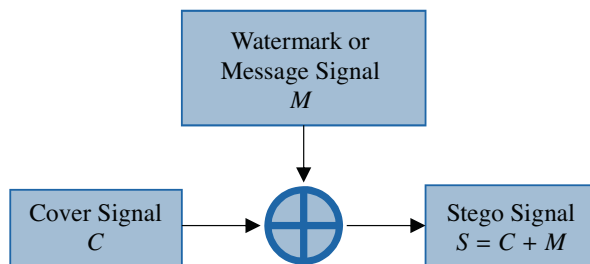 Watermark or
Message Signal
M
Cover Signal
C
Stego Signal
S = C + M